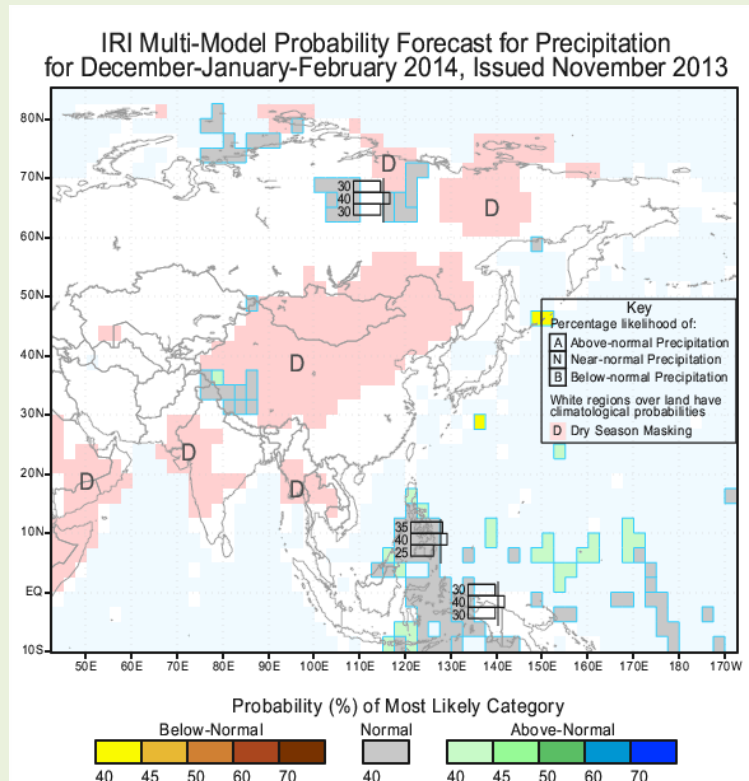 IRI Multi-Model Probability Forecast for Precipitation
for December-January-February 2014, Issued November 2013
80N
70N
60N
50N
40N
30N
20N
10N
EQ
10S
D
30
40
30
D
D
D
D
D
35
40
25
30
40
30
Key
Percentage likelihood of:
A Above-normal Precipitation
N Near-normal Precipitation
B Below-normal Precipitation
White regions over land have
climatological probabilities
D Dry Season Masking
50E 60E 70E 80E 90E 100E 110E 120E 130E 140E 150E 160E 170E 180 170W
Probability (%) of Most Likely Category
Below-Normal Normal Above-Normal
40 45 50 60 70 40 40 45 50 60 70